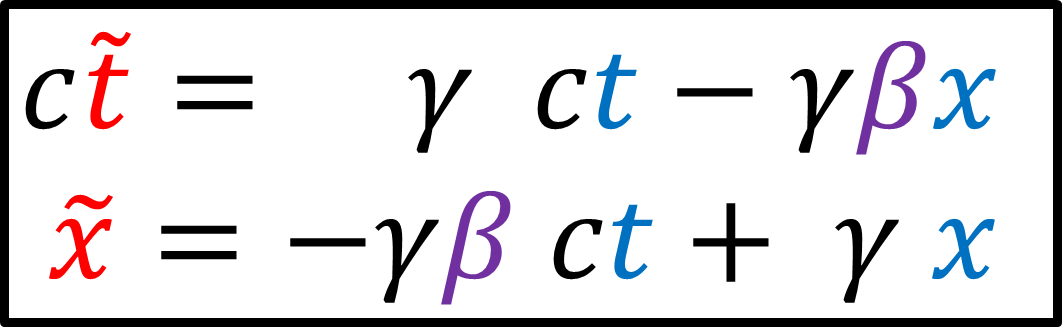 ct̃ = γ ct − γβx
x̃ = −γβ ct + γ x